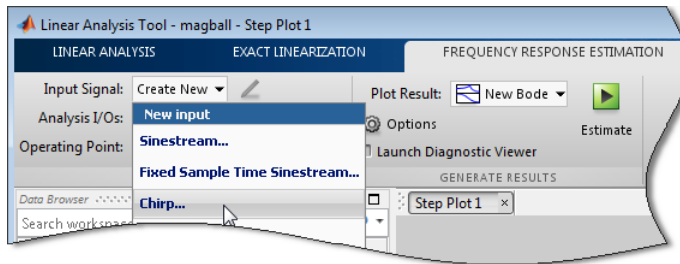 Linear Analysis Tool - magball - Step Plot 1
LINEAR ANALYSIS EXACT LINEARIZATION FREQUENCY RESPONSE ESTIMATION
Input Signal: Create New Plot Result: New Bode
Analysis I/Os: New input Options Estimate
Operating Point: Sinestream... Launch Diagnostic Viewer
Fixed Sample Time Sinestream... GENERATE RESULTS
Data Browser Chirp... Step Plot 1 ×
Search workspace